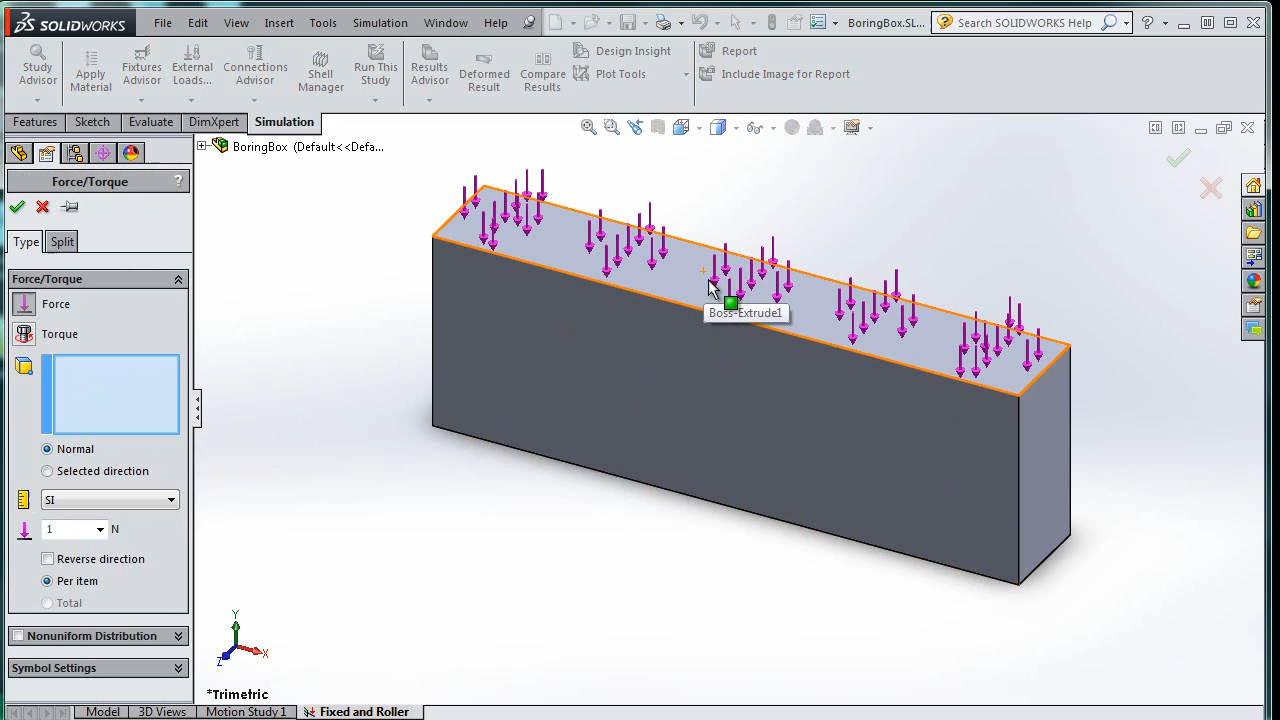 SOLIDWORKS File Edit View Insert Tools Simulation Window Help BoringBox.SL... Search SOLIDWORKS Help ?
Study Advisor
Apply Material
Fixtures Advisor
External Loads...
Connections Advisor
Shell Manager
Run This Study
Results Advisor
Deformed Result
Compare Results
Design Insight
Plot Tools
Report
Include Image for Report
Features Sketch Evaluate DimXpert Simulation
BoringBox (Default<<Defa...
Force/Torque ?
Type Split
Force/Torque
Force
Torque
Normal
Selected direction
SI
1 N
Reverse direction
Per item
Total
Nonuniform Distribution
Symbol Settings
Boss-Extrude1
Y
X
Z
*Trimetric
Model 3D Views Motion Study 1 Fixed and Roller